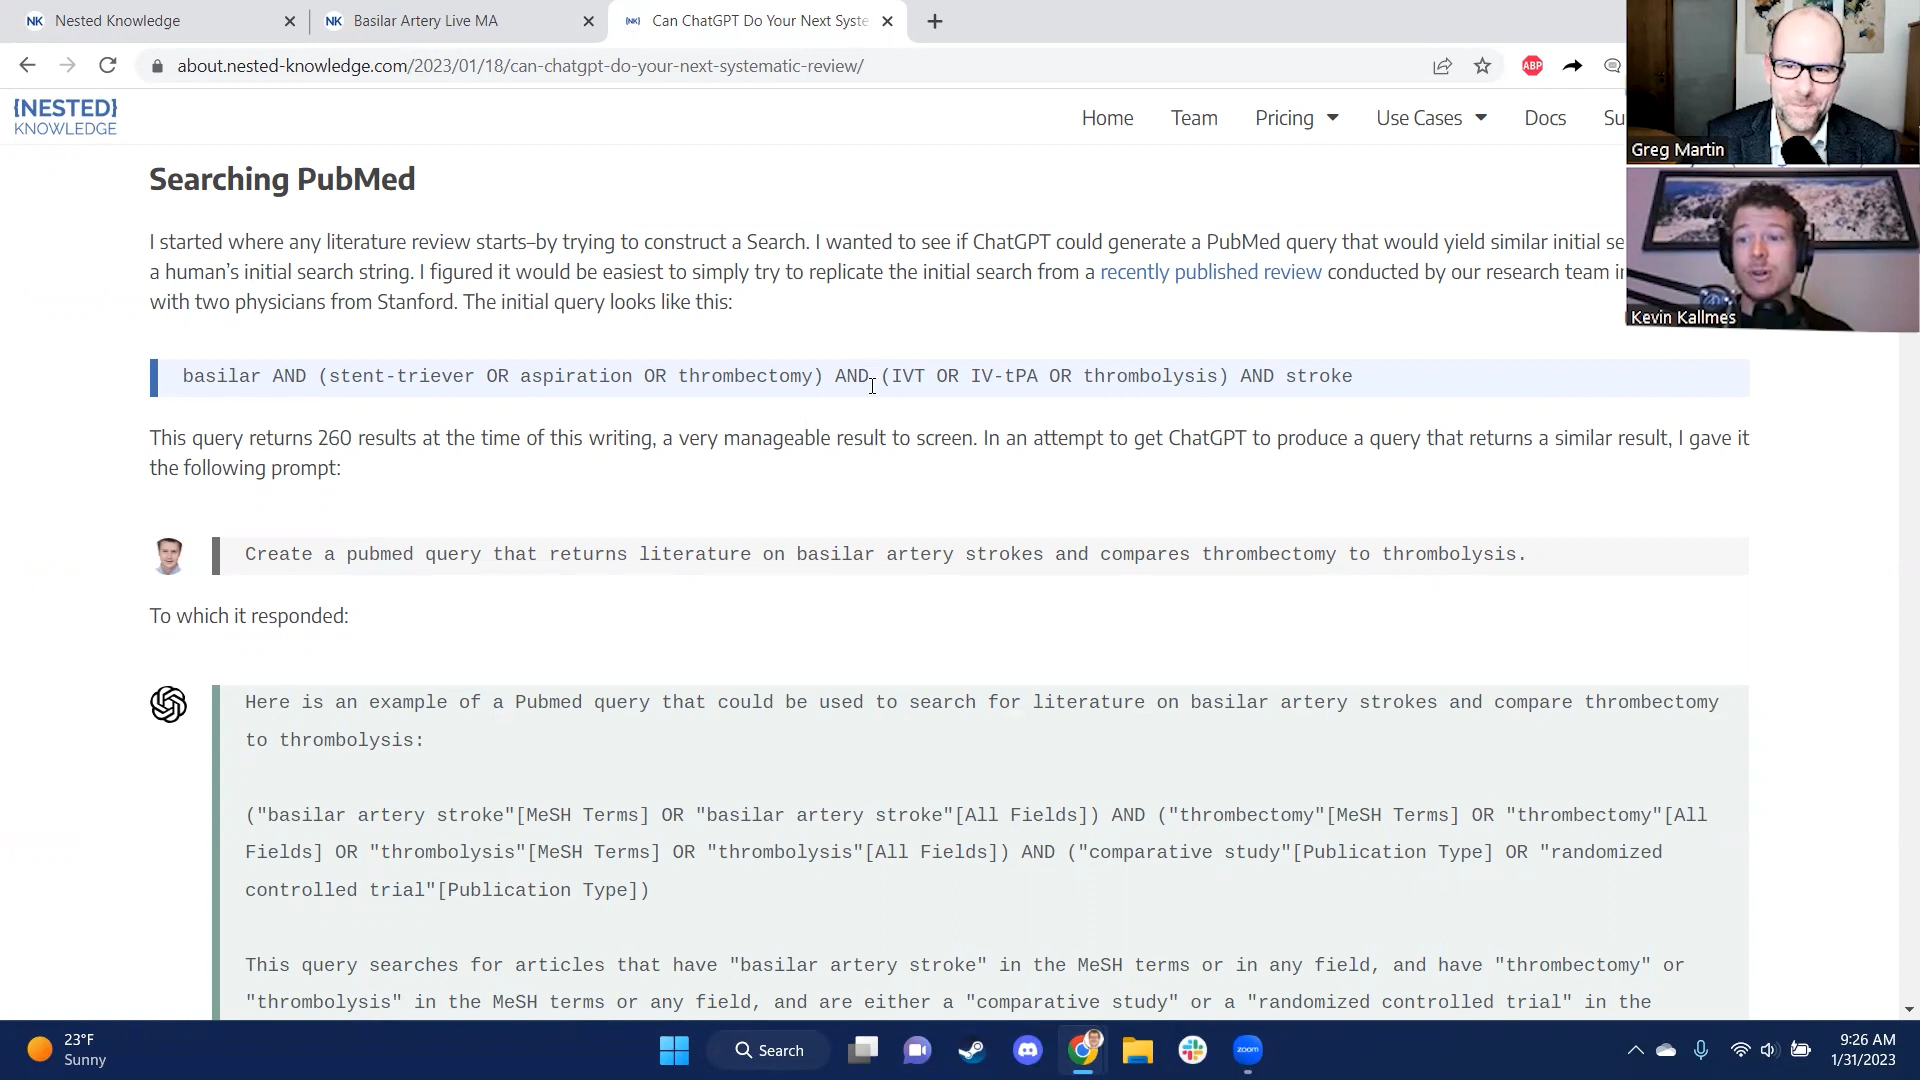 NK Nested Knowledge
NK Basilar Artery Live MA
{NK} Can ChatGPT Do Your Next Syste
about.nested-knowledge.com/2023/01/18/can-chatgpt-do-your-next-systematic-review/
ABP
{NESTED}
KNOWLEDGE
Home Team Pricing Use Cases Docs Su
Greg Martin
Kevin Kallmes
Searching PubMed
I started where any literature review starts–by trying to construct a Search. I wanted to see if ChatGPT could generate a PubMed query that would yield similar initial se
a human's initial search string. I figured it would be easiest to simply try to replicate the initial search from a recently published review conducted by our research team i
with two physicians from Stanford. The initial query looks like this:
basilar AND (stent-triever OR aspiration OR thrombectomy) AND (IVT OR IV-tPA OR thrombolysis) AND stroke
This query returns 260 results at the time of this writing, a very manageable result to screen. In an attempt to get ChatGPT to produce a query that returns a similar result, I gave it
the following prompt:
Create a pubmed query that returns literature on basilar artery strokes and compares thrombectomy to thrombolysis.
To which it responded:
Here is an example of a Pubmed query that could be used to search for literature on basilar artery strokes and compare thrombectomy
to thrombolysis:
("basilar artery stroke"[MeSH Terms] OR "basilar artery stroke"[All Fields]) AND ("thrombectomy"[MeSH Terms] OR "thrombectomy"[All
Fields] OR "thrombolysis"[MeSH Terms] OR "thrombolysis"[All Fields]) AND ("comparative study"[Publication Type] OR "randomized
controlled trial"[Publication Type])
This query searches for articles that have "basilar artery stroke" in the MeSH terms or in any field, and have "thrombectomy" or
"thrombolysis" in the MeSH terms or any field, and are either a "comparative study" or a "randomized controlled trial" in the
23°F
Sunny
Search
zoom
9:26 AM
1/31/2023